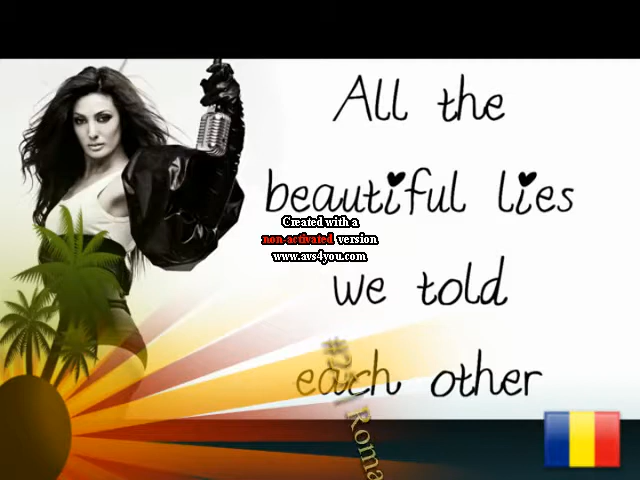 All the
beautiful lies
Created with a
non-activated version
www.avs4you.com
we told
each other